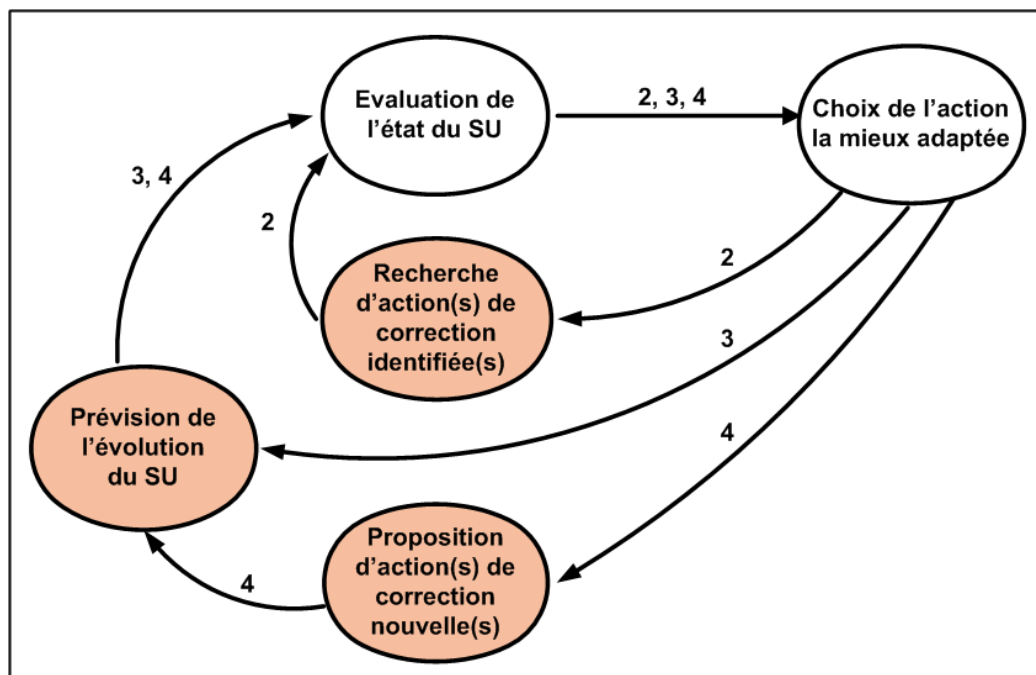 Evaluation de
l'état du SU
2, 3, 4
Choix de l'action
la mieux adaptée
3, 4
2
Recherche
d'action(s) de
correction
identifiée(s)
2
3
4
Prévision de
l'évolution
du SU
4
Proposition
d'action(s) de
correction
nouvelle(s)